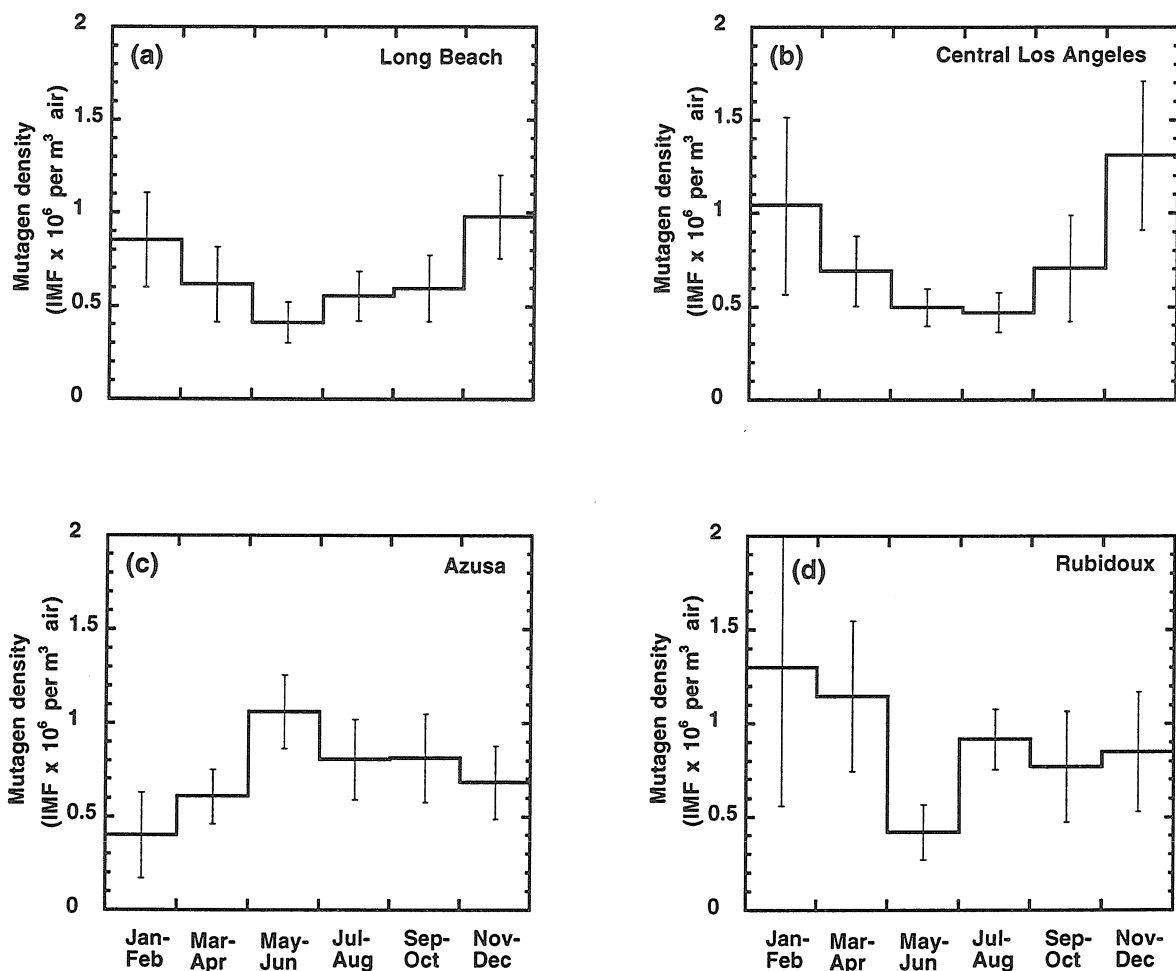 (a)
Long Beach
Mutagen density
(IMF x 10⁶ per m³ air)
2
1.5
1
0.5
0
(b)
Central Los Angeles
Mutagen density
(IMF x 10⁶ per m³ air)
2
1.5
1
0.5
0
(c)
Azusa
Mutagen density
(IMF x 10⁶ per m³ air)
2
1.5
1
0.5
0
Jan- Mar- May- Jul- Sep- Nov-
Feb Apr Jun Aug Oct Dec
(d)
Rubidoux
Mutagen density
(IMF x 10⁶ per m³ air)
2
1.5
1
0.5
0
Jan- Mar- May- Jul- Sep- Nov-
Feb Apr Jun Aug Oct Dec